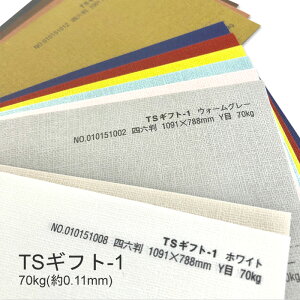 NO.010151012
TSギフト-1 ウォームグレー
NO.010151002 四六判 1091×788mm Y目 70kg
TSギフト-1 ホワイト
NO.010151008 四六判 1091×788mm Y目 70kg
TSギフト-1
70kg(約0.11mm)